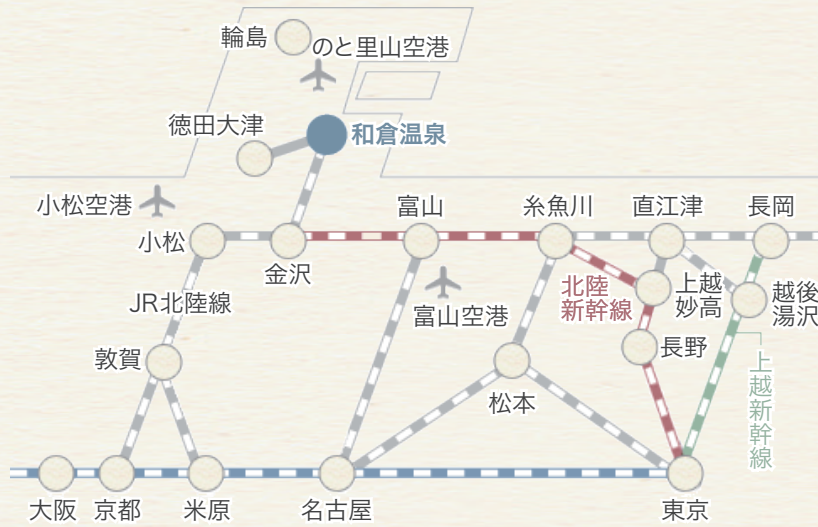 輪島
のと里山空港
徳田大津
和倉温泉
小松空港
富山
糸魚川
直江津
長岡
小松
金沢
JR北陸線
富山空港
北陸
新幹線
上越
妙高
越後
湯沢
敦賀
長野
松本
上越新幹線
大阪
京都
米原
名古屋
東京